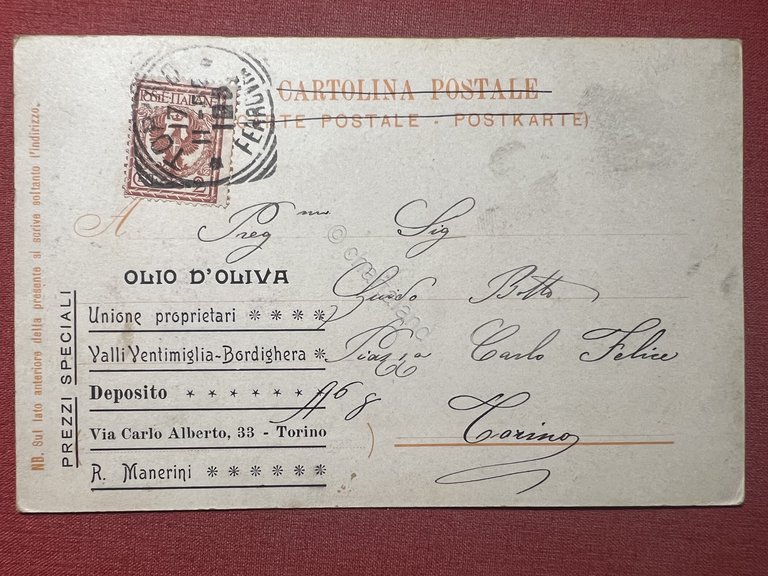 CARTOLINA POSTALE
POSTALE - POSTKARTE)
POSTE ITALIANE
FERROVIA
NB. Sul lato anteriore della presente si scrive soltanto l'indirizzo.
A
Preg mo Sig
Guido Botto
Piazza Carlo Felice
Torino
OLIO D'OLIVA
PREZZI SPECIALI
Unione proprietari * * * *
Valli Ventimiglia-Bordighera *
Deposito * * * * * *
Via Carlo Alberto, 33 - Torino
R. Manerini * * * * * *